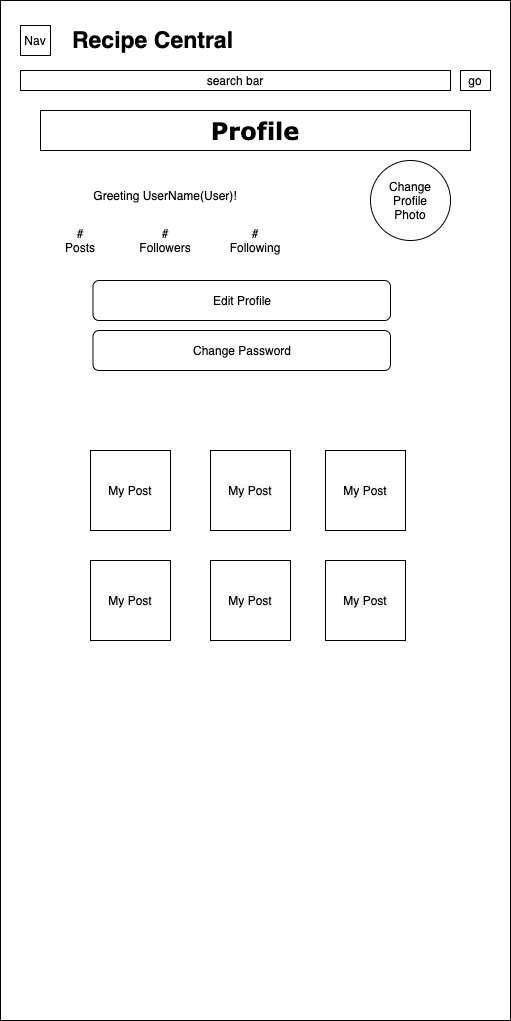 Nav
Recipe Central
search bar
go
Profile
Greeting UserName(User)!
Change
Profile
Photo
# # #
Posts Followers Following
Edit Profile
Change Password
My Post My Post My Post
My Post My Post My Post